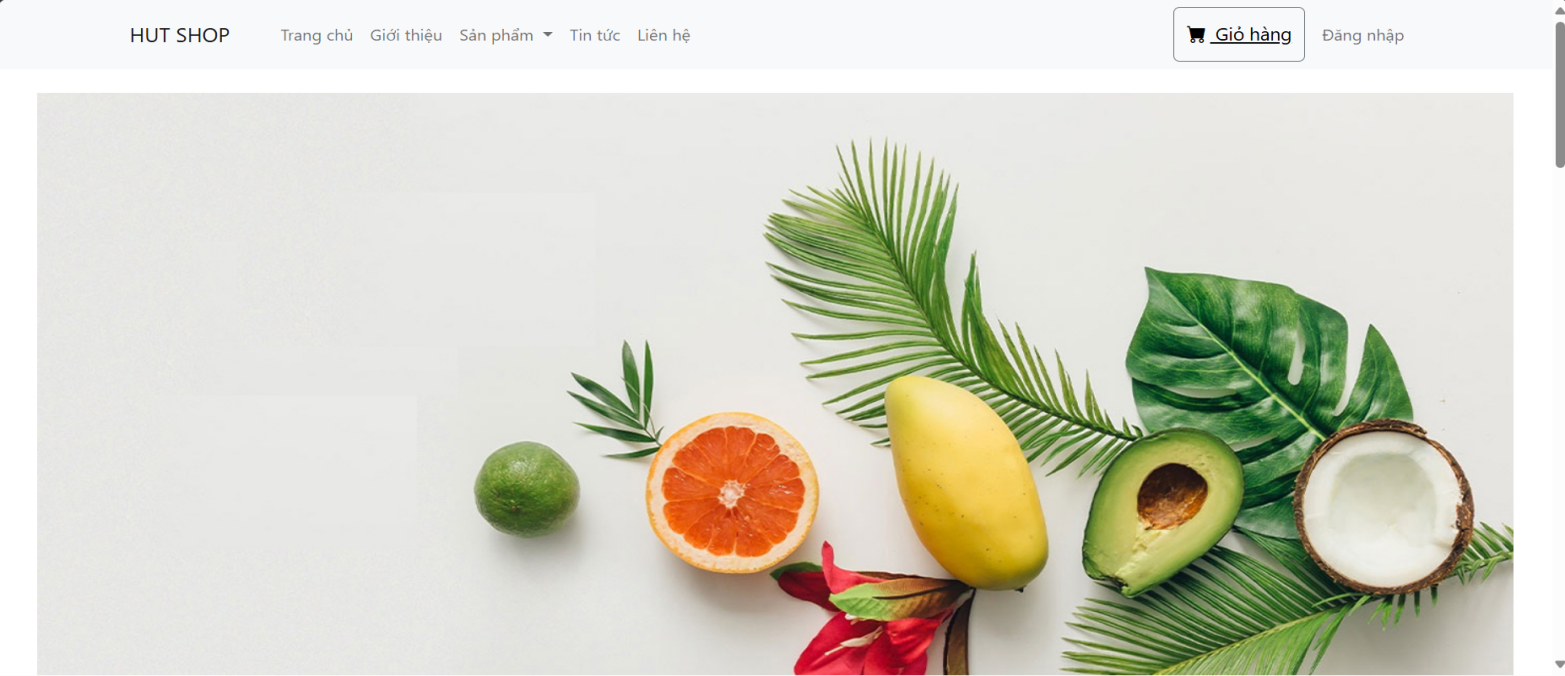 HUT SHOP Trang chủ Giới thiệu Sản phẩm Tin tức Liên hệ Giỏ hàng Đăng nhập